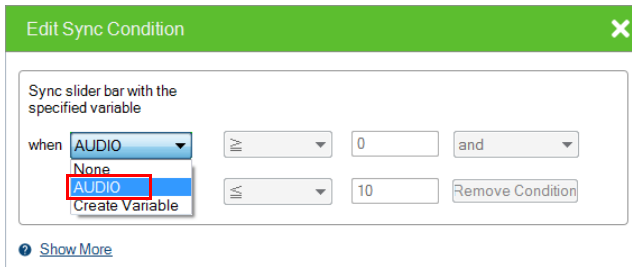 Edit Sync Condition
Sync slider bar with the
specified variable
when AUDIO ≧ 0 and
None
AUDIO ≦ 10 Remove Condition
Create Variable
Show More